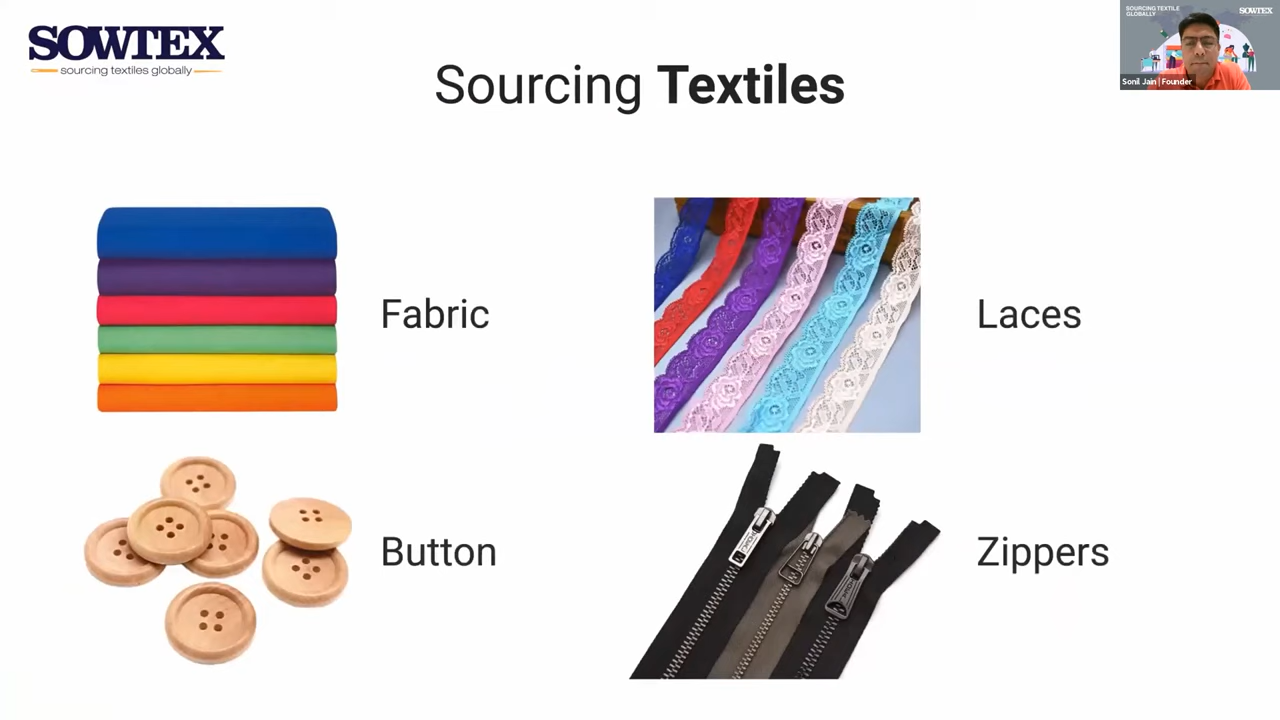 SOWTEX
sourcing textiles globally
Sourcing Textiles
SOURCING TEXTILE
GLOBALLY
SOWTEX
Sonil Jain | Founder
Fabric
Laces
Button
Zippers